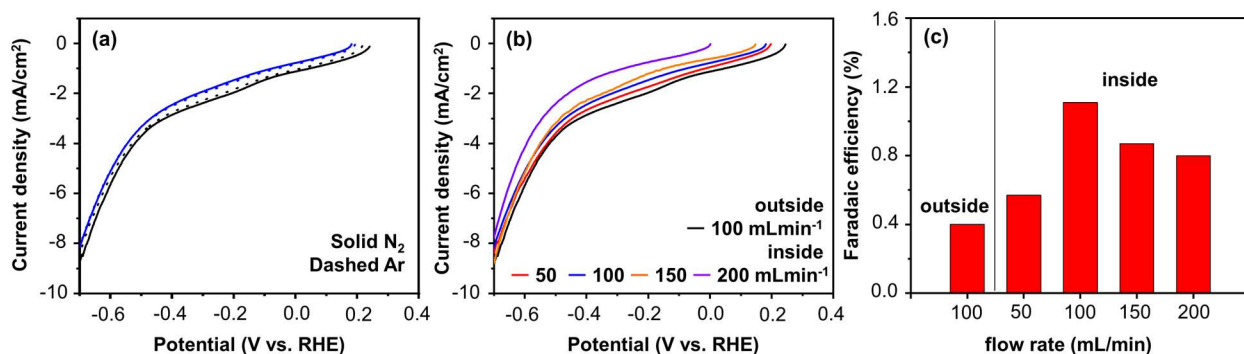 (a)
Current density (mA/cm²)
0
-2
-4
-6
-8
-10
Solid N₂
Dashed Ar
-0.6 -0.4 -0.2 0.0 0.2 0.4
Potential (V vs. RHE)
(b)
Current density (mA/cm²)
0
-2
-4
-6
-8
-10
outside
100 mLmin⁻¹
inside
50 100 150 200 mLmin⁻¹
-0.6 -0.4 -0.2 0.0 0.2 0.4
Potential (V vs. RHE)
(c)
Faradaic efficiency (%)
1.6
1.2
0.8
0.4
0.0
inside
outside
100 50 100 150 200
flow rate (mL/min)